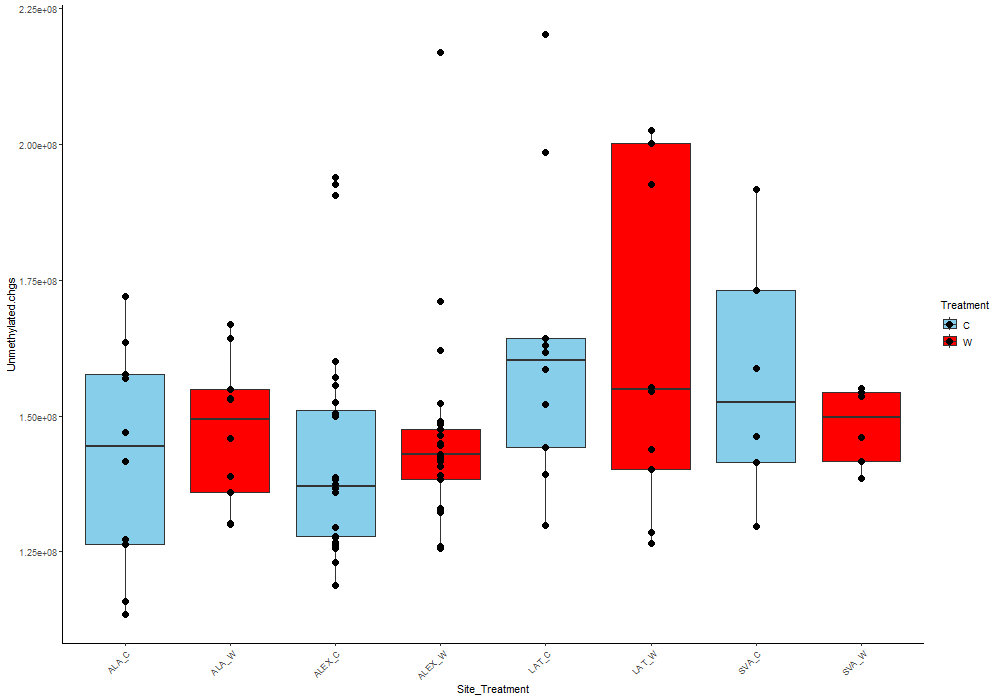 2.25e+08
2.00e+08
1.75e+08
1.50e+08
1.25e+08
Unmethylated.chgs
ALA_C
ALA_W
ALEX_C
ALEX_W
LAT_C
LAT_W
SVA_C
SVA_W
Site_Treatment
Treatment
C
W